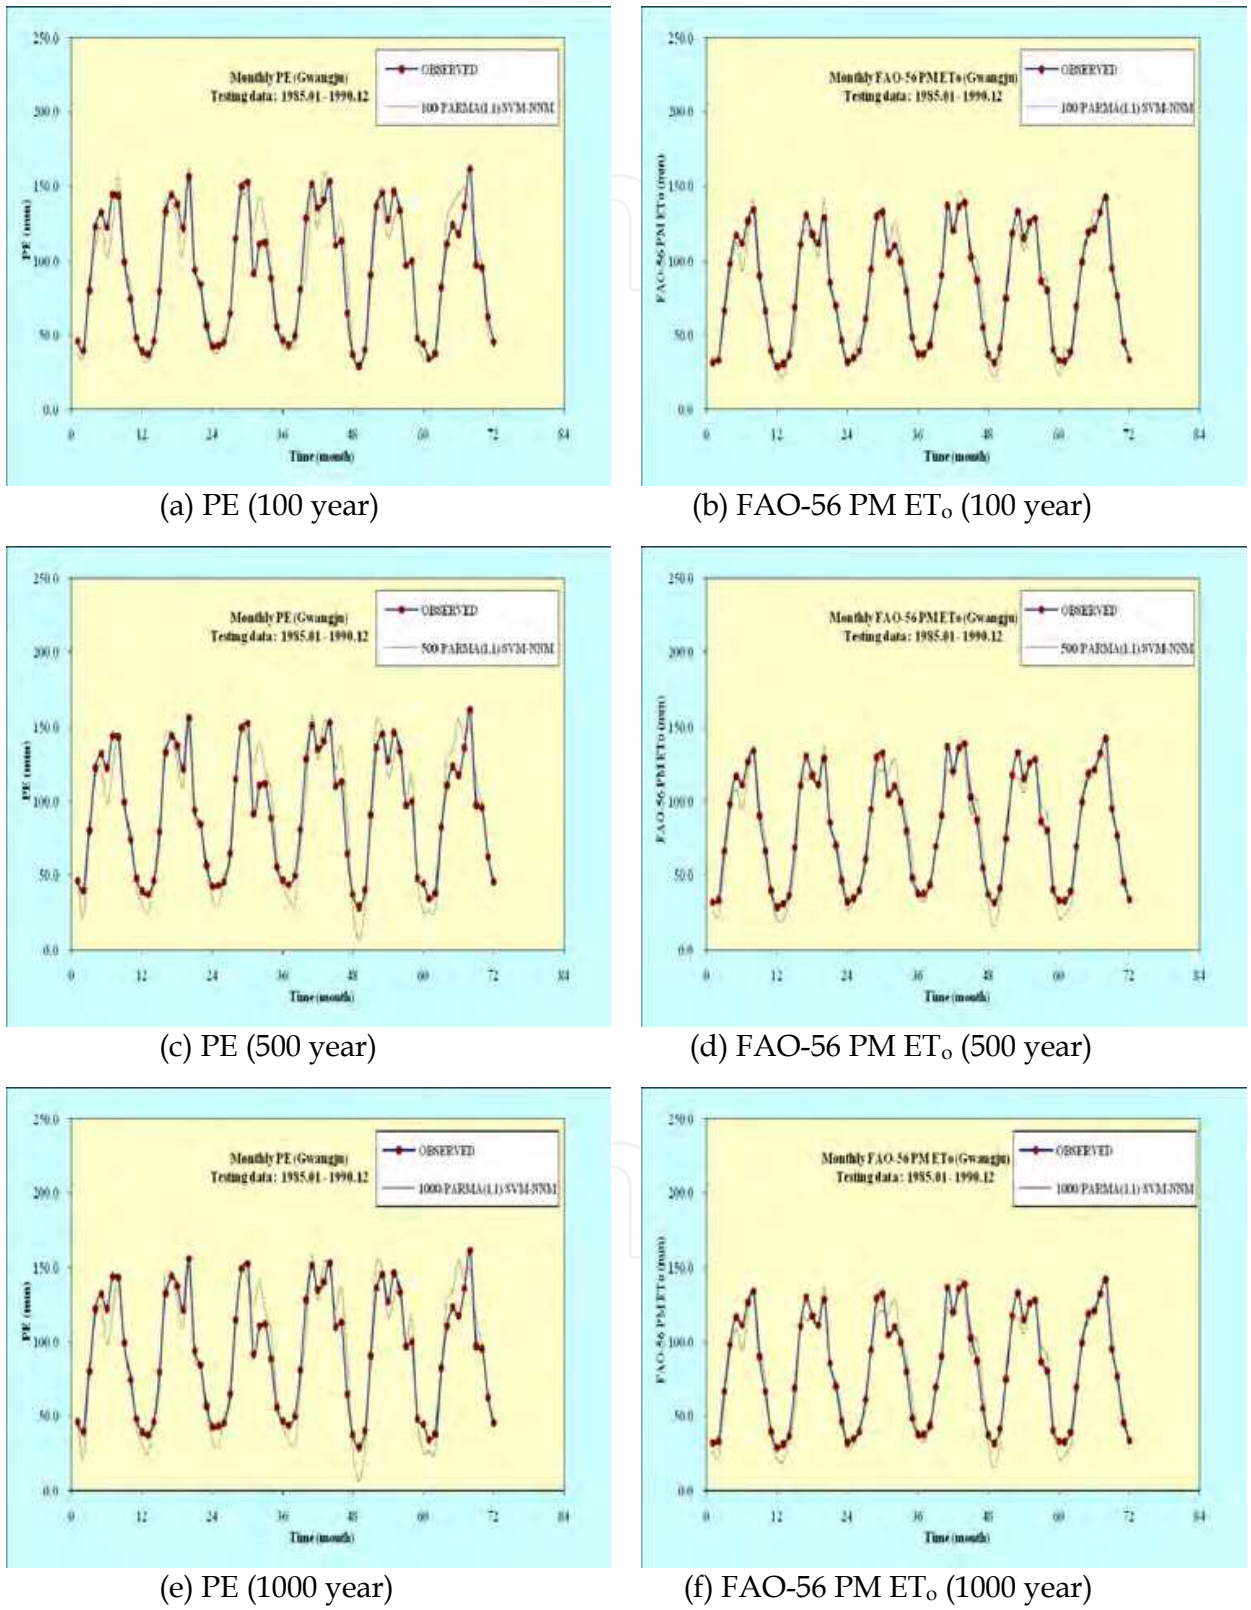 250.0
200.0
150.0
100.0
50.0
0.0
PE (mm)
Monthly PE (Gwangju)
Testing data : 1985.01 - 1990.12
OBSERVED
100/PARMA(1,1) SVM-NNM
0 12 24 36 48 60 72 84
Time (month)
(a) PE (100 year)
250.0
200.0
150.0
100.0
50.0
0.0
FAO-56 PM ETo (mm)
Monthly FAO-56 PM ETo (Gwangju)
Testing data : 1985.01 - 1990.12
OBSERVED
100/PARMA(1,1) SVM-NNM
0 12 24 36 48 60 72 84
Time (month)
(b) FAO-56 PM ETₒ (100 year)
250.0
200.0
150.0
100.0
50.0
0.0
PE (mm)
Monthly PE (Gwangju)
Testing data : 1985.01 - 1990.12
OBSERVED
500/PARMA(1,1) SVM-NNM
0 12 24 36 48 60 72 84
Time (month)
(c) PE (500 year)
250.0
200.0
150.0
100.0
50.0
0.0
FAO-56 PM ETo (mm)
Monthly FAO-56 PM ETo (Gwangju)
Testing data : 1985.01 - 1990.12
OBSERVED
500/PARMA(1,1) SVM-NNM
0 12 24 36 48 60 72 84
Time (month)
(d) FAO-56 PM ETₒ (500 year)
250.0
200.0
150.0
100.0
50.0
0.0
PE (mm)
Monthly PE (Gwangju)
Testing data : 1985.01 - 1990.12
OBSERVED
1000/PARMA(1,1) SVM-NNM
0 12 24 36 48 60 72 84
Time (month)
(e) PE (1000 year)
250.0
200.0
150.0
100.0
50.0
0.0
FAO-56 PM ETo (mm)
Monthly FAO-56 PM ETo (Gwangju)
Testing data : 1985.01 - 1990.12
OBSERVED
1000/PARMA(1,1) SVM-NNM
0 12 24 36 48 60 72 84
Time (month)
(f) FAO-56 PM ETₒ (1000 year)